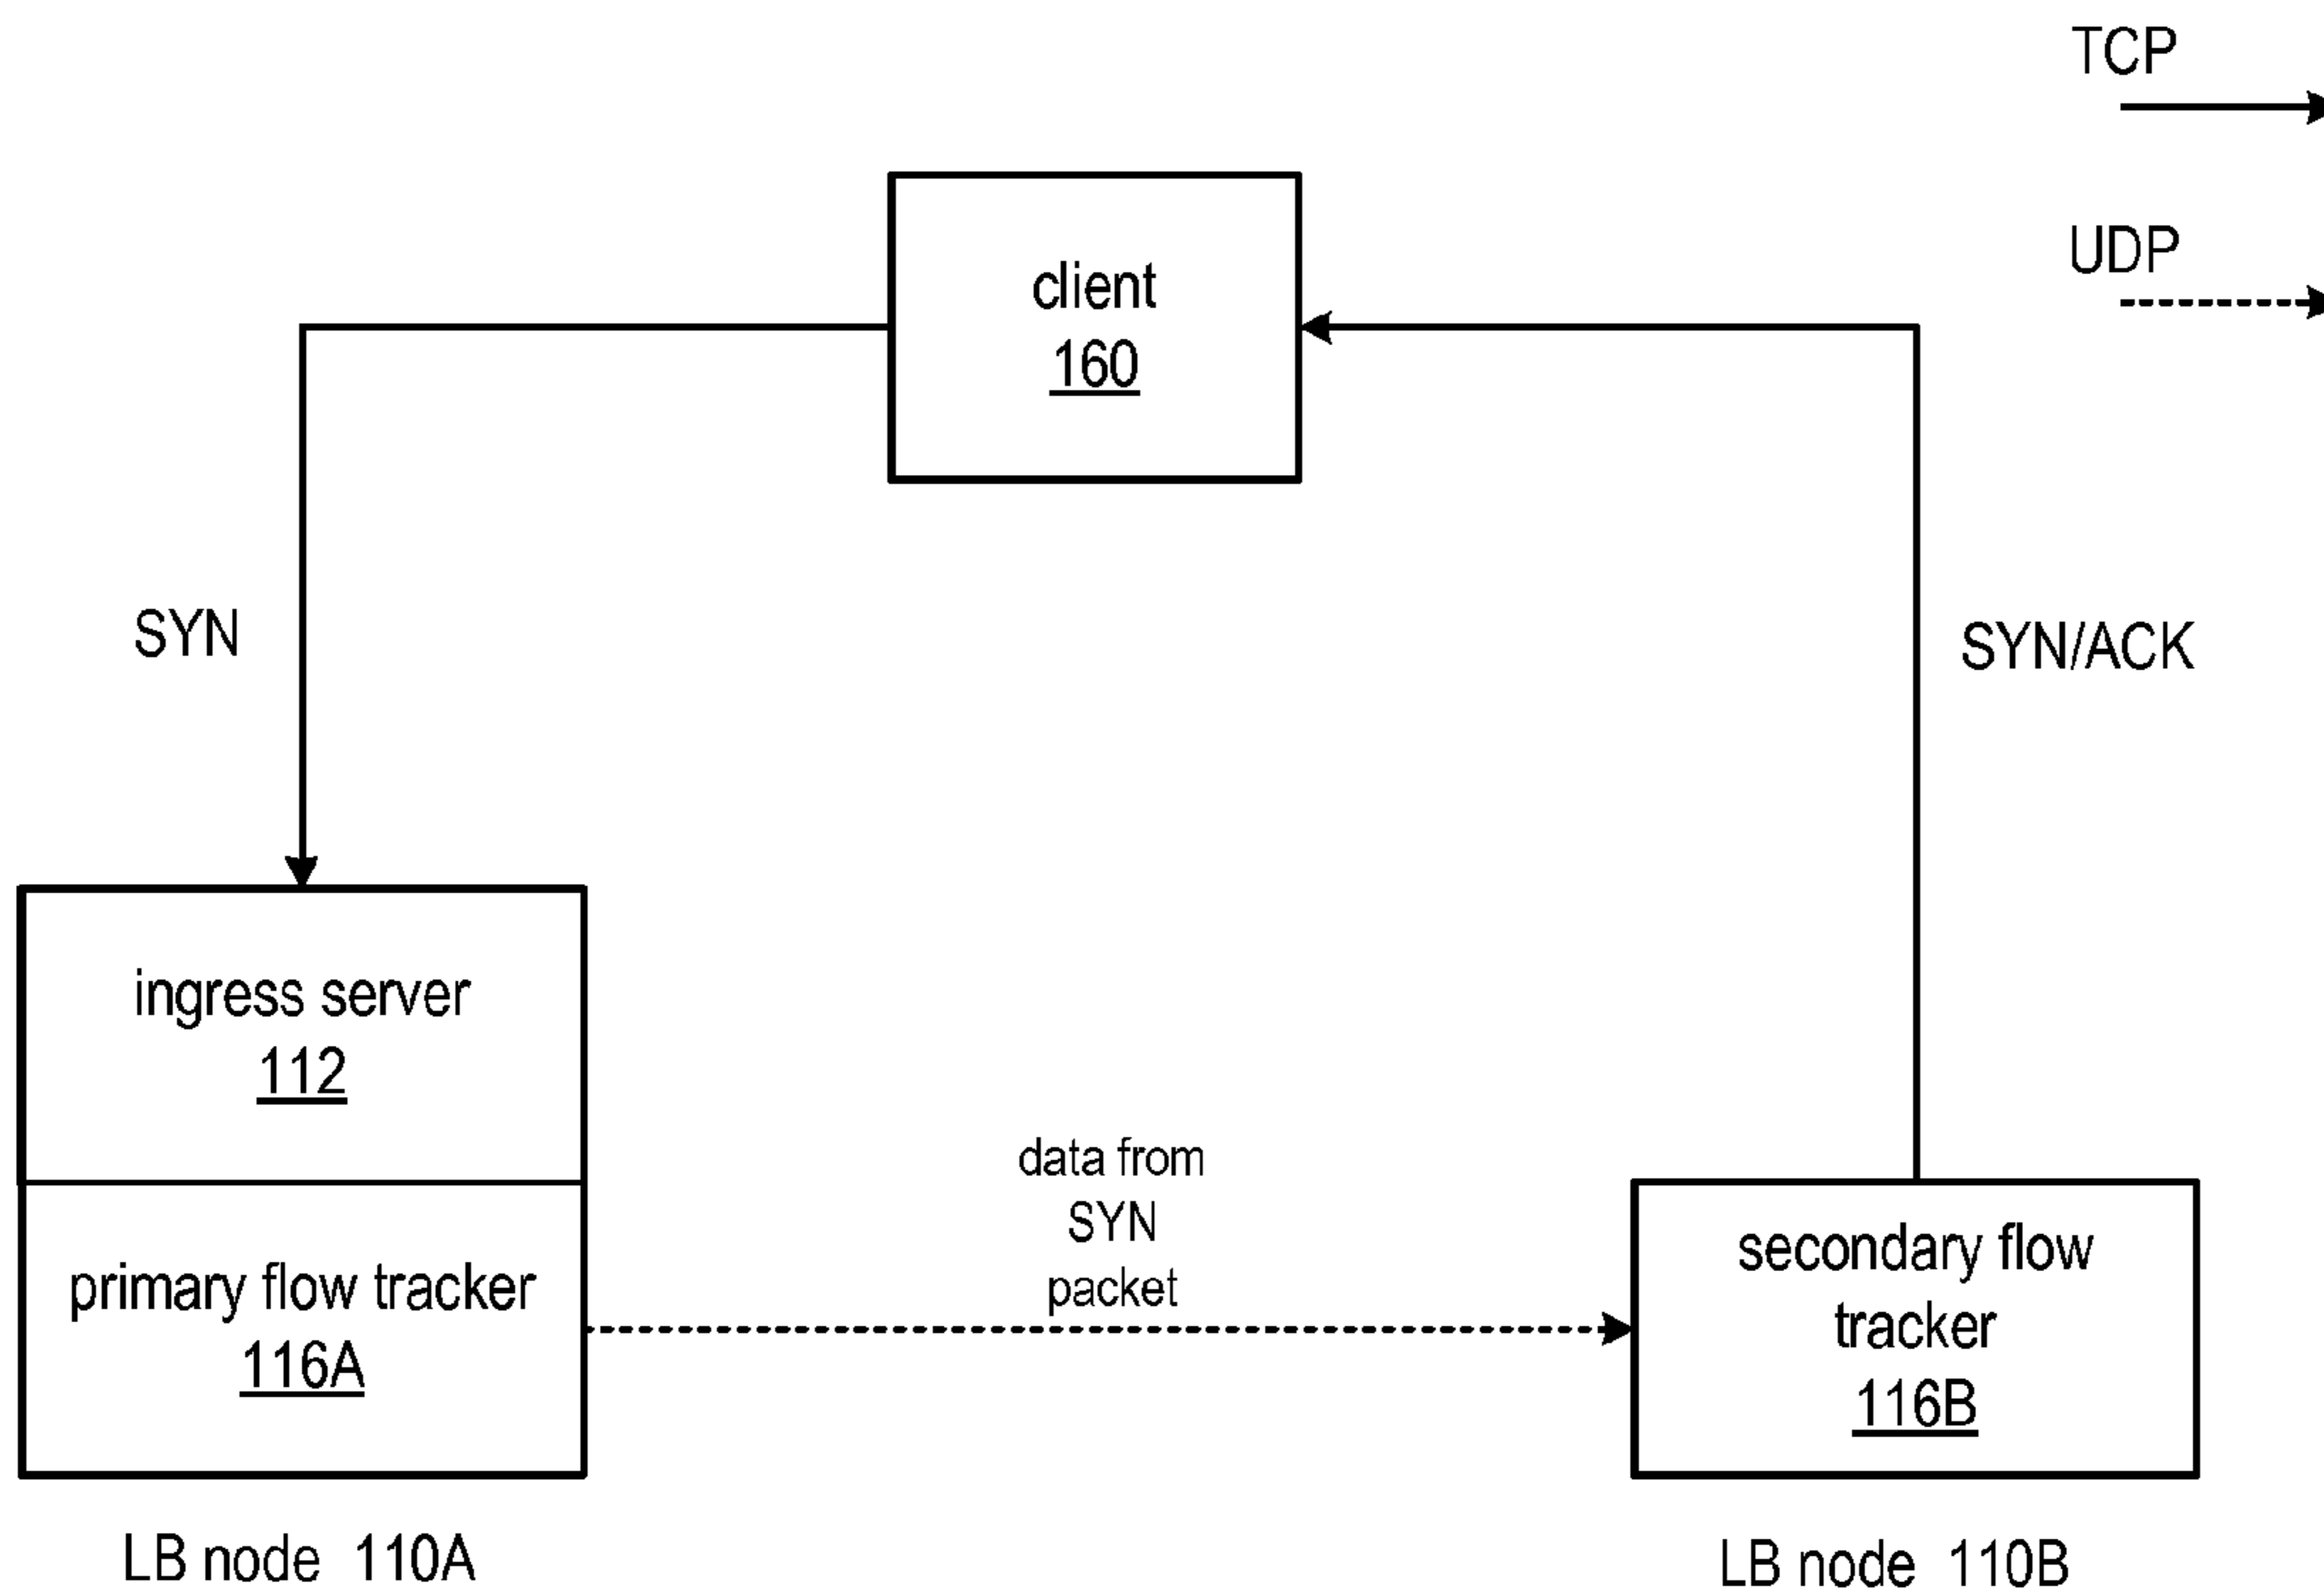 TCP
UDP
client
160
SYN
SYN/ACK
ingress server
112
data from
SYN
packet
primary flow tracker
116A
secondary flow
tracker
116B
LB node 110A
LB node 110B